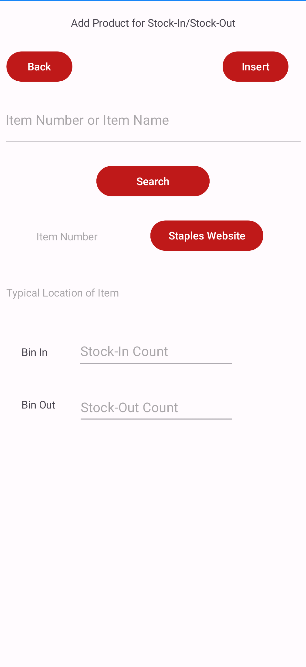 Add Product for Stock-In/Stock-Out
Back
Insert
Item Number or Item Name
Search
Item Number
Staples Website
Typical Location of Item
Bin In
Stock-In Count
Bin Out
Stock-Out Count